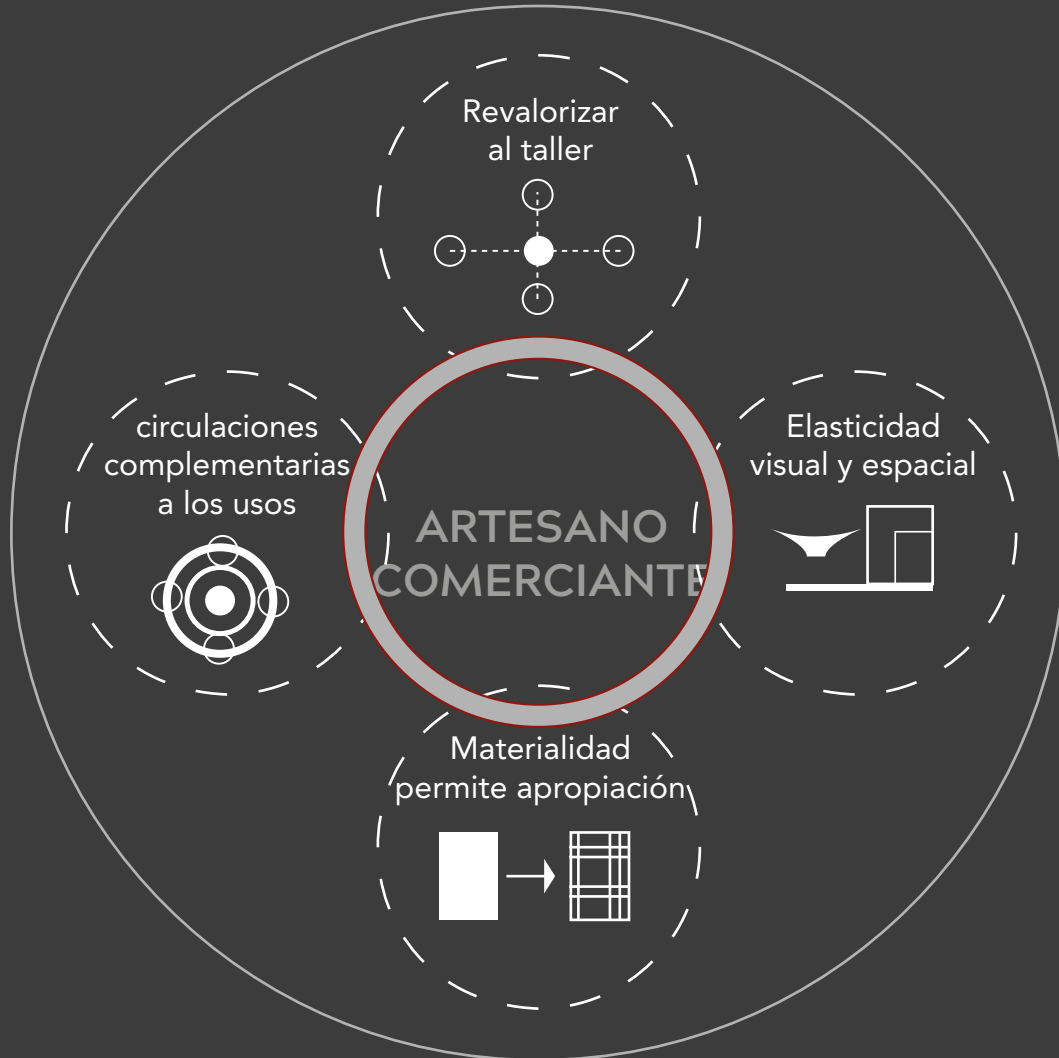 Revalorizar
al taller
circulaciones
complementarias
a los usos
Elasticidad
visual y espacial
ARTESANO
COMERCIANTE
Materialidad
permite apropiación